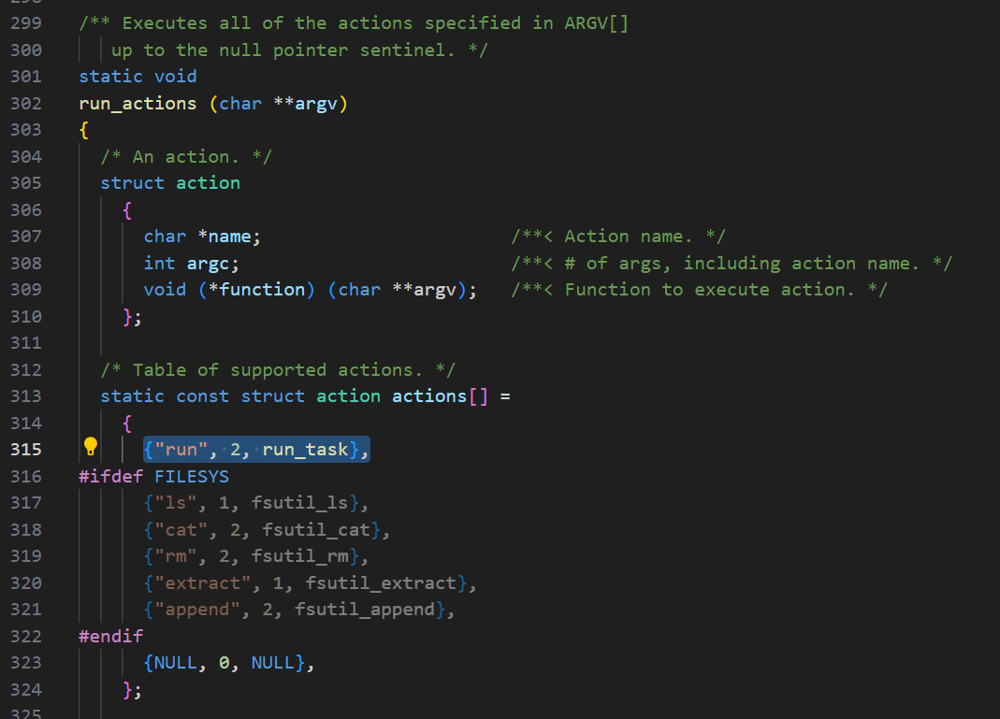 298
299 /** Executes all of the actions specified in ARGV[]
300 up to the null pointer sentinel. */
301 static void
302 run_actions (char **argv)
303 {
304 /* An action. */
305 struct action
306 {
307 char *name; /**< Action name. */
308 int argc; /**< # of args, including action name. */
309 void (*function) (char **argv); /**< Function to execute action. */
310 };
311
312 /* Table of supported actions. */
313 static const struct action actions[] =
314 {
315 {"run", 2, run_task},
316 #ifdef FILESYS
317 {"ls", 1, fsutil_ls},
318 {"cat", 2, fsutil_cat},
319 {"rm", 2, fsutil_rm},
320 {"extract", 1, fsutil_extract},
321 {"append", 2, fsutil_append},
322 #endif
323 {NULL, 0, NULL},
324 };
325